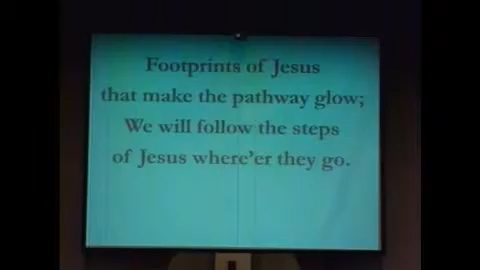 Footprints of Jesus
that make the pathway glow;
We will follow the steps
of Jesus where'er they go.